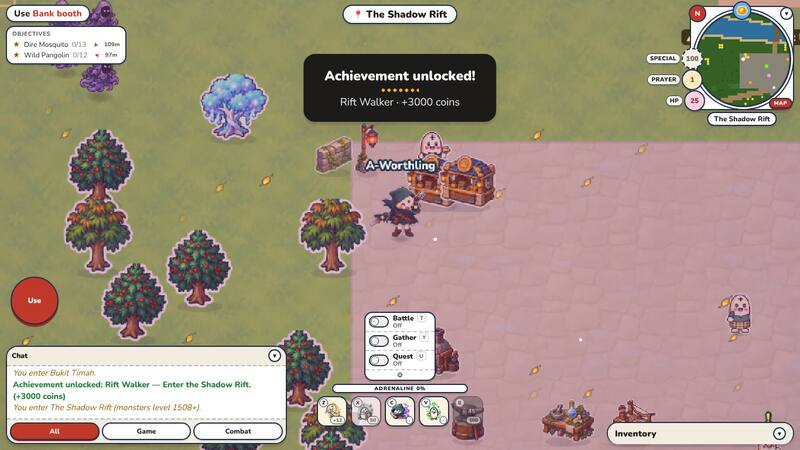 Use Bank booth
OBJECTIVES
Dire Mosquito 0/13 109m
Wild Pangolin 0/12 97m
The Shadow Rift
Achievement unlocked!
Rift Walker · +3000 coins
N
SPECIAL 100
PRAYER 1
HP 25
MAP
The Shadow Rift
A-Worthling
Use
Battle T
Off
Gather Y
Off
Quest U
Off
ADRENALINE 0%
Z +12
X 50
C
V
Chat
You enter Bukit Timah.
Achievement unlocked: Rift Walker — Enter the Shadow Rift.
(+3000 coins)
You enter The Shadow Rift (monsters level 1508+).
All Game Combat
Inventory